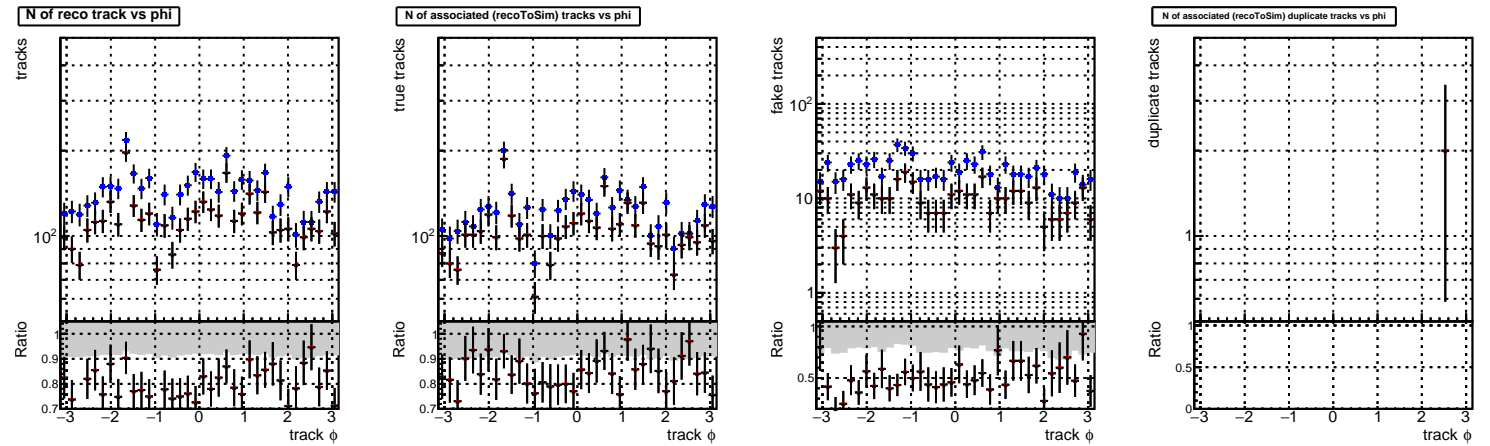 N of reco track vs phi
tracks
10²
Ratio
1
0.9
0.8
0.7
−3 −2 −1 0 1 2 3
track ϕ
N of associated (recoToSim) tracks vs phi
true tracks
10²
Ratio
1
0.9
0.8
0.7
−3 −2 −1 0 1 2 3
track ϕ
fake tracks
10²
10
1
Ratio
1
0.5
−3 −2 −1 0 1 2 3
track ϕ
N of associated (recoToSim) duplicate tracks vs phi
duplicate tracks
1
Ratio
1
0.5
0
−3 −2 −1 0 1 2 3
track ϕ